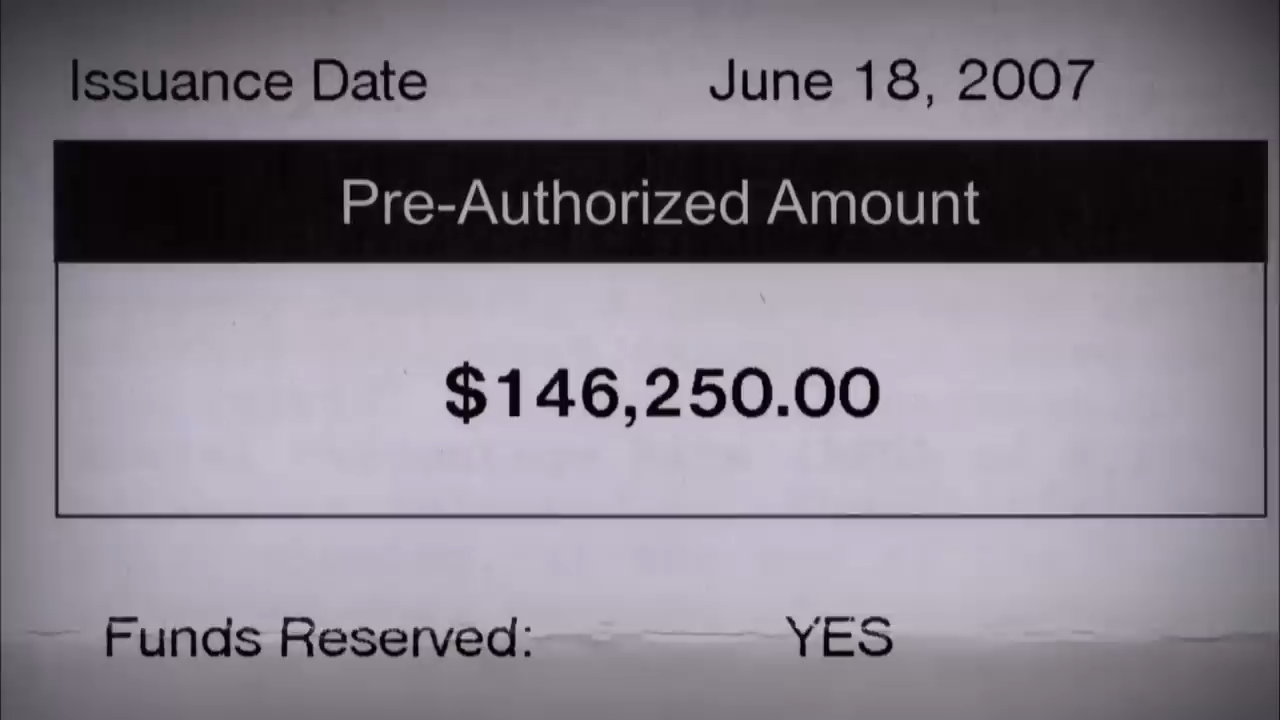 Issuance Date June 18, 2007
Pre-Authorized Amount
$146,250.00
Funds Reserved: YES